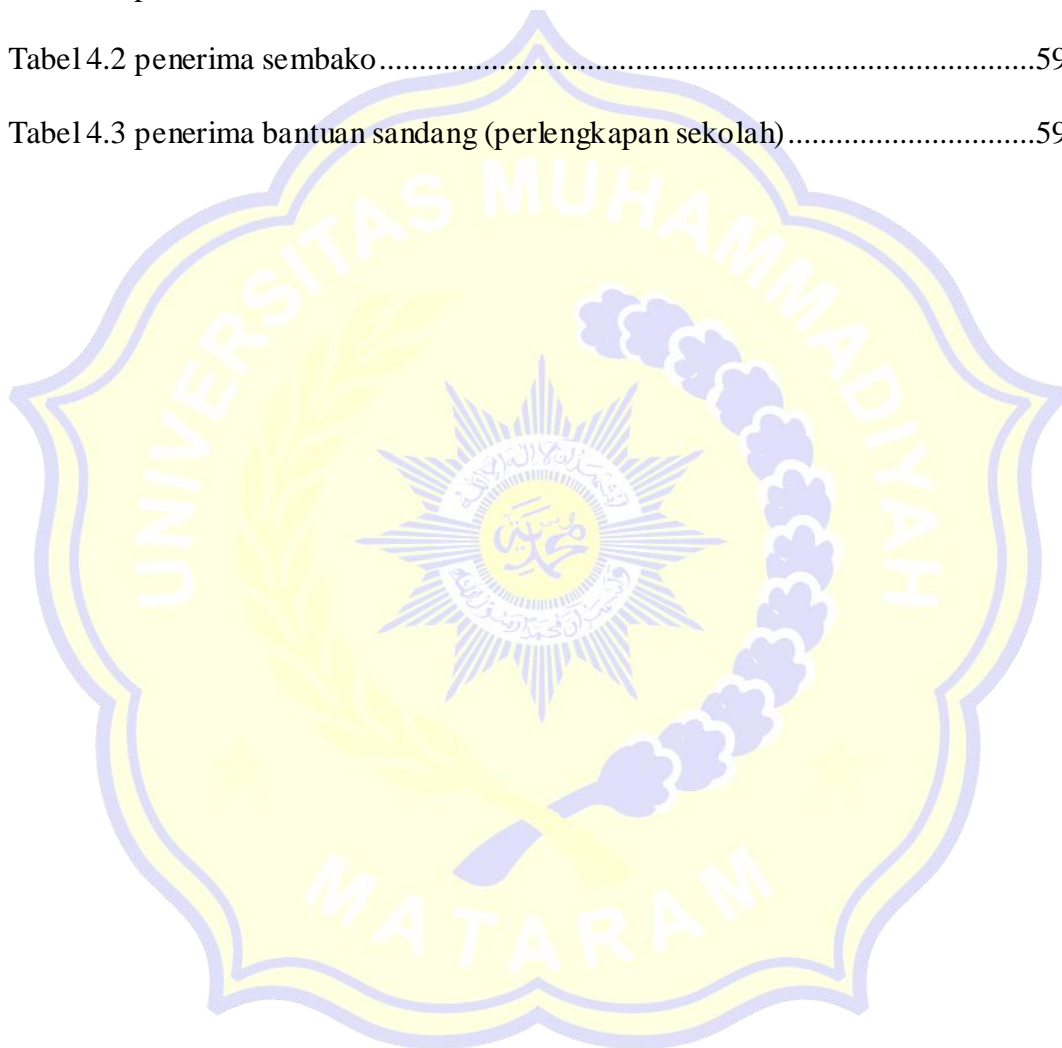 Tabel 4.2 penerima sembako.......................................................................59
Tabel 4.3 penerima bantuan sandang (perlengkapan sekolah)............................59
UNIVERSITAS MUHAMMADIYAH
MATARAM